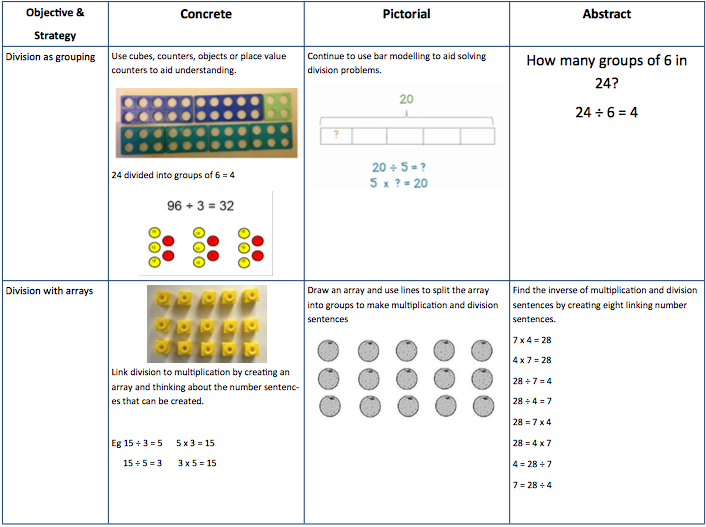 Objective &
Strategy
Concrete
Pictorial
Abstract
Division as grouping
Use cubes, counters, objects or place value
counters to aid understanding.
24 divided into groups of 6 = 4
96 ÷ 3 = 32
Continue to use bar modelling to aid solving
division problems.
20
?
20 ÷ 5 = ?
5 x ? = 20
How many groups of 6 in
24?
24 ÷ 6 = 4
Division with arrays
Link division to multiplication by creating an
array and thinking about the number sentenc-
es that can be created.
Eg 15 ÷ 3 = 5 5 x 3 = 15
15 ÷ 5 = 3 3 x 5 = 15
Draw an array and use lines to split the array
into groups to make multiplication and division
sentences
Find the inverse of multiplication and division
sentences by creating eight linking number
sentences.
7 x 4 = 28
4 x 7 = 28
28 ÷ 7 = 4
28 ÷ 4 = 7
28 = 7 x 4
28 = 4 x 7
4 = 28 ÷ 7
7 = 28 ÷ 4